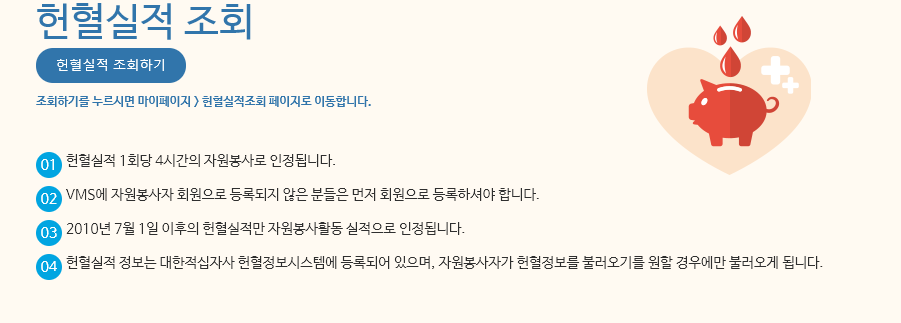 헌혈실적 조회
헌혈실적 조회하기
조회하기를 누르시면 마이페이지 > 헌혈실적조회 페이지로 이동합니다.
01 헌혈실적 1회당 4시간의 자원봉사로 인정됩니다.
02 VMS에 자원봉사자 회원으로 등록되지 않은 분들은 먼저 회원으로 등록하셔야 합니다.
03 2010년 7월 1일 이후의 헌혈실적만 자원봉사활동 실적으로 인정됩니다.
04 헌혈실적 정보는 대한적십자사 헌혈정보시스템에 등록되어 있으며, 자원봉사자가 헌혈정보를 불러오기를 원할 경우에만 불러오게 됩니다.